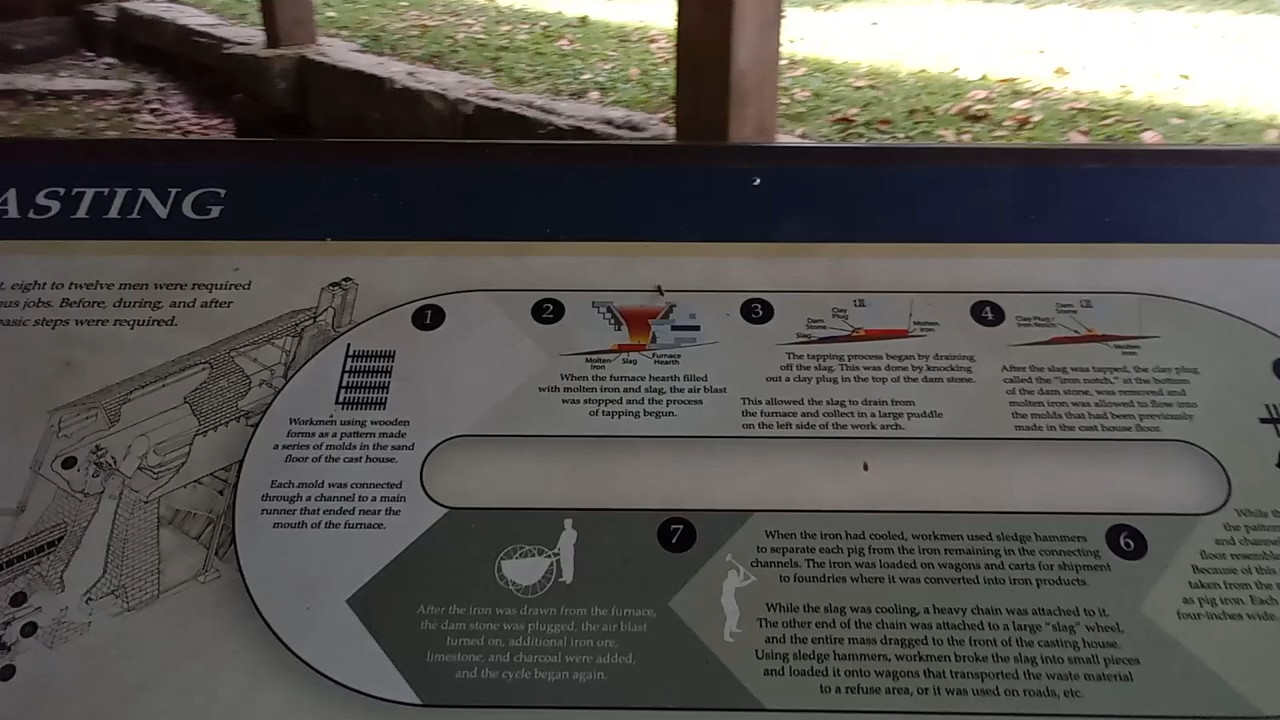 ASTING
t, eight to twelve men were required
us jobs. Before, during, and after
basic steps were required.
1
Workmen using wooden
forms as a pattern made
a series of molds in the sand
floor of the cast house.
Each mold was connected
through a channel to a main
runner that ended near the
mouth of the furnace.
2
Molten
Iron
Slag
Furnace
Hearth
When the furnace hearth filled
with molten iron and slag, the air blast
was stopped and the process
of tapping begun.
3
Clay
Plug
Dam
Stone
Slag
Molten
Iron
The tapping process began by draining
off the slag. This was done by knocking
out a clay plug in the top of the dam stone.
This allowed the slag to drain from
the furnace and collect in a large puddle
on the left side of the work arch.
4
Dam
Stone
Clay Plug/
Iron Notch
Molten
Iron
After the slag was tapped, the clay plug
called the "iron notch," at the bottom
of the dam stone, was removed and
molten iron was allowed to flow into
the molds that had been previously
made in the cast house floor.
While th
the pattern
and channel
floor resemble
Because of this
taken from the
as pig iron. Each
four-inches wide,
6
When the iron had cooled, workmen used sledge hammers
to separate each pig from the iron remaining in the connecting
channels. The iron was loaded on wagons and carts for shipment
to foundries where it was converted into iron products.
While the slag was cooling, a heavy chain was attached to it.
The other end of the chain was attached to a large "slag" wheel,
and the entire mass dragged to the front of the casting house.
Using sledge hammers, workmen broke the slag into small pieces
and loaded it onto wagons that transported the waste material
to a refuse area, or it was used on roads, etc.
7
After the iron was drawn from the furnace,
the dam stone was plugged, the air blast
turned on, additional iron ore,
limestone, and charcoal were added,
and the cycle began again.